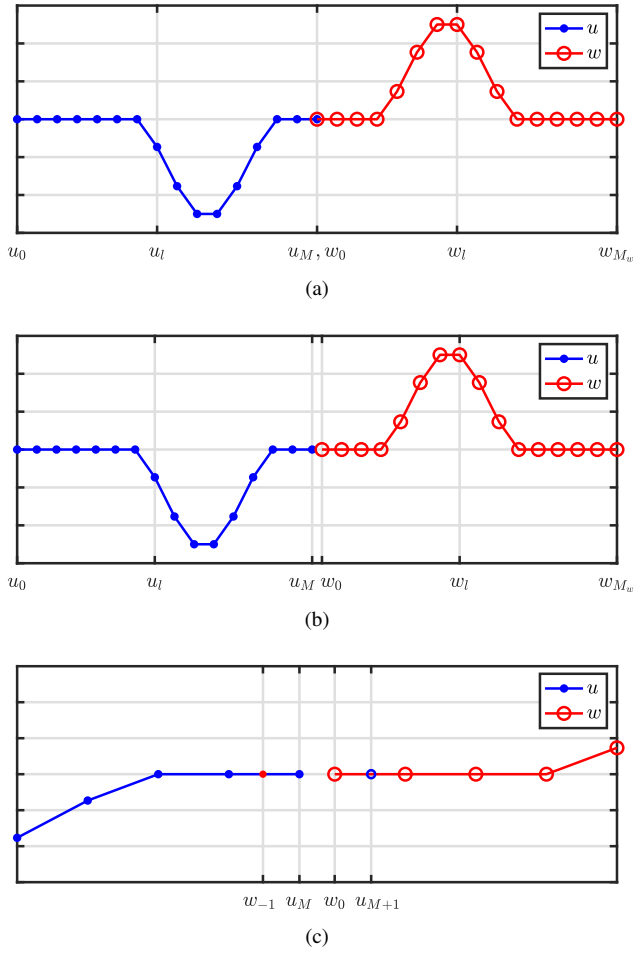 u
w
u_0 u_l u_M, w_0 w_l w_{M_w}
(a)
u
w
u_0 u_l u_M w_0 w_l w_{M_w}
(b)
u
w
w_{-1} u_M w_0 u_{M+1}
(c)